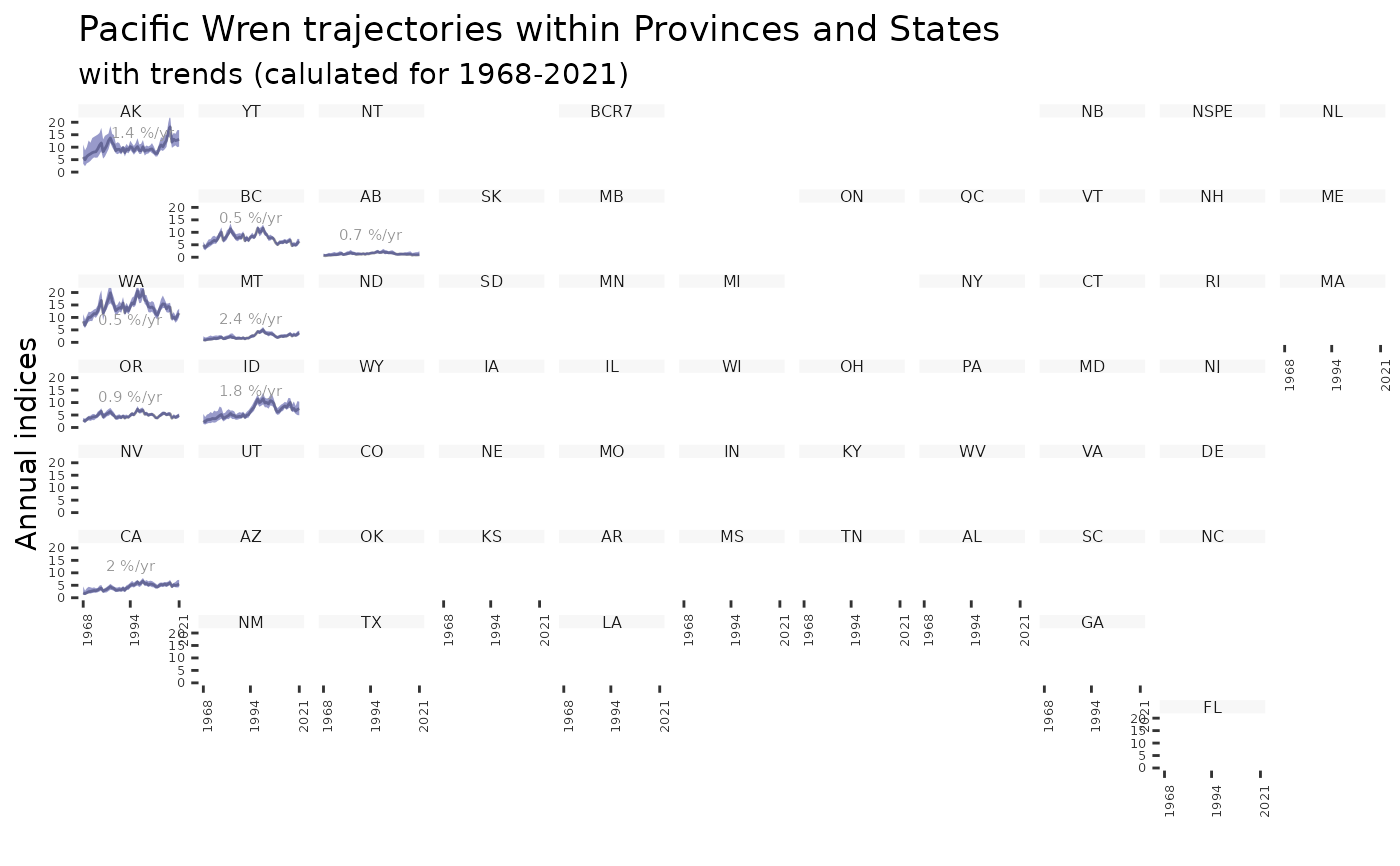 Pacific Wren trajectories within Provinces and States
with trends (calulated for 1968-2021)
Annual indices
AK YT NT BCR7 NB NSPE NL
20
15
10
5
0
1.4 %/yr
BC AB SK MB ON QC VT NH ME
20
15
10
5
0
0.5 %/yr 0.7 %/yr
WA MT ND SD MN MI NY CT RI MA
20
15
10
5
0
0.5 %/yr 2.4 %/yr
1968 1994 2021
OR ID WY IA IL WI OH PA MD NJ
20
15
10
5
0
0.9 %/yr 1.8 %/yr
NV UT CO NE MO IN KY WV VA DE
20
15
10
5
0
CA AZ OK KS AR MS TN AL SC NC
20
15
10
5
0
2 %/yr
1968 1994 2021 1968 1994 2021 1968 1994 2021 1968 1994 2021 1968 1994 2021
NM TX LA GA
20
15
10
5
0
1968 1994 2021 1968 1994 2021 1968 1994 2021 1968 1994 2021
FL
20
15
10
5
0
1968 1994 2021